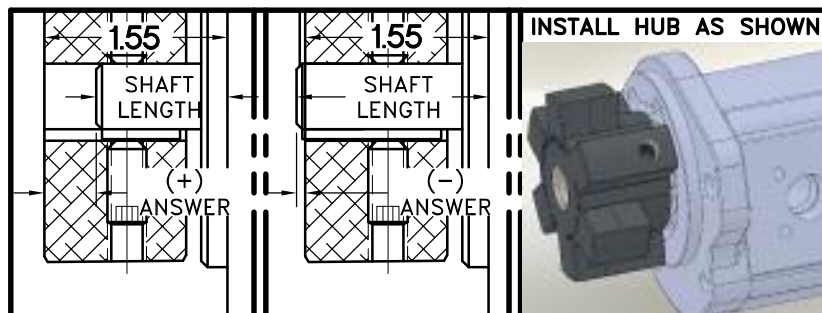 1.55
SHAFT
LENGTH
(+)
ANSWER
1.55
SHAFT
LENGTH
(-)
ANSWER
INSTALL HUB AS SHOWN